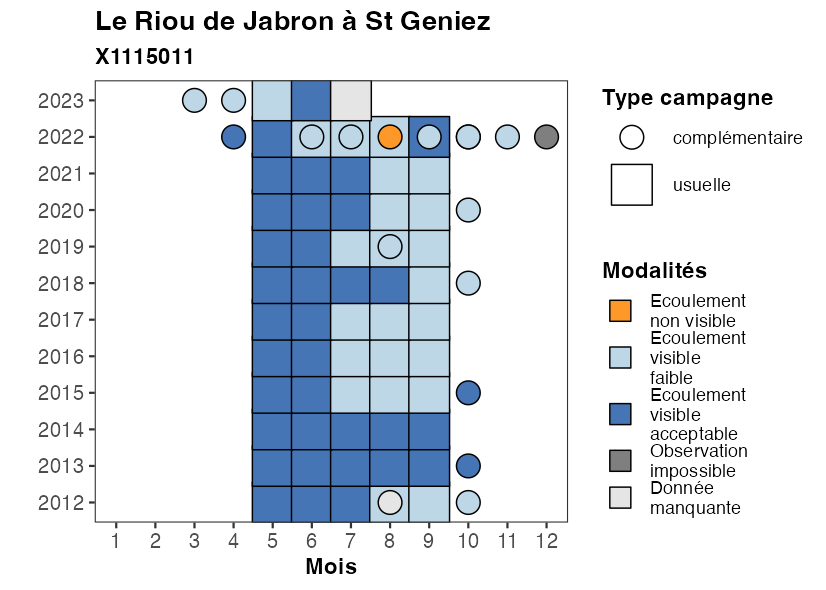 Le Riou de Jabron à St Geniez
X1115011
2023
2022
2021
2020
2019
2018
2017
2016
2015
2014
2013
2012
1 2 3 4 5 6 7 8 9 10 11 12
Mois
Type campagne
complémentaire
usuelle
Modalités
Ecoulement
non visible
Ecoulement
visible
faible
Ecoulement
visible
acceptable
Observation
impossible
Donnée
manquante